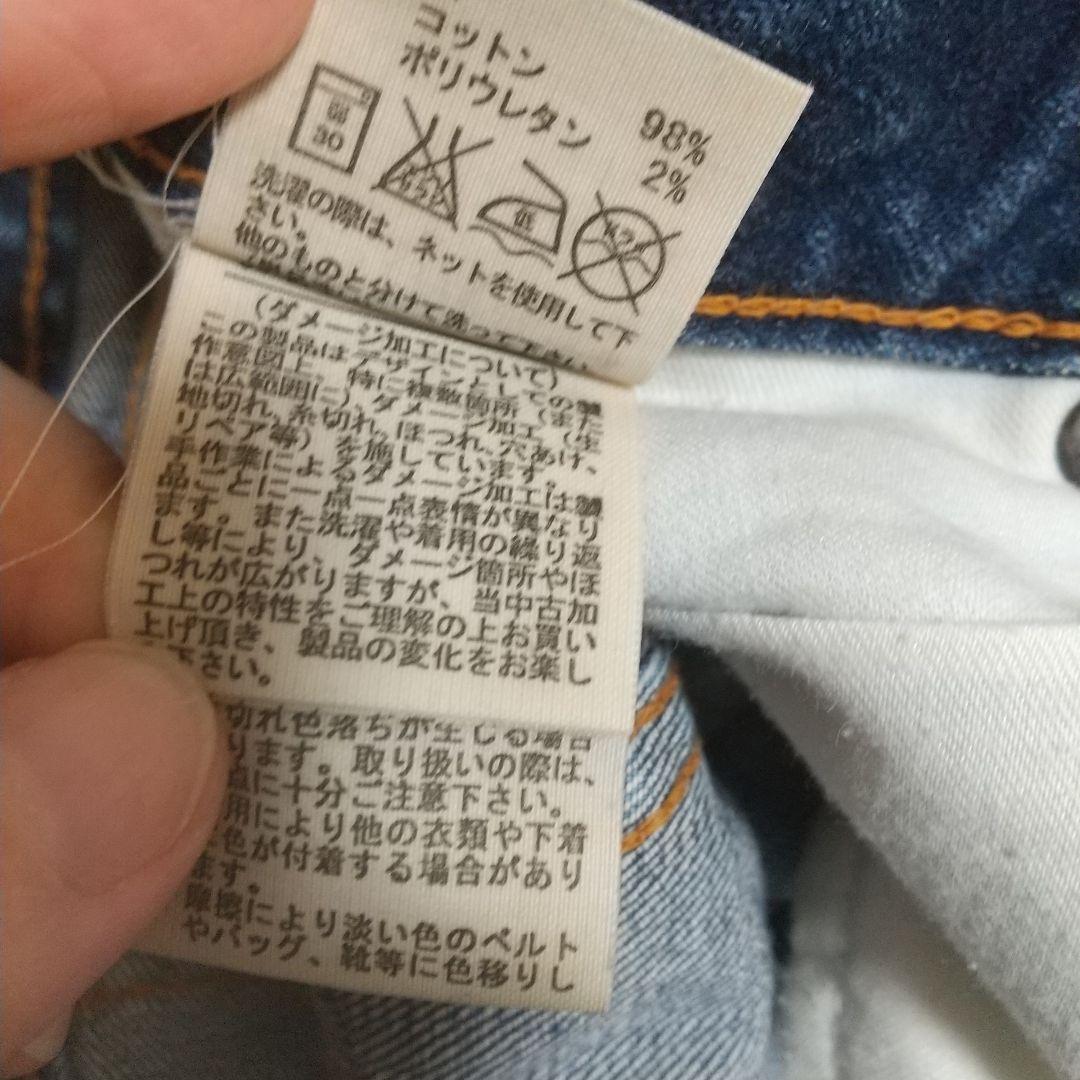 コットン 98%
ポリウレタン 2%
弱
30
エンソ
中
ドライ
洗濯の際は、ネットを使用して下
さい。
他のものと分けて洗って下さい
(ダメージ加工について)
この製品はデザインとしての製
作意図上、特に複数箇所(また
は広範囲に)ダメージ加工(生
地切れ、糸切れ、ほつれ、穴あけ、
リペア等)を施しています。
手作業によるダメージ加工は製
品ごとに一点一点表情が異なり
ます。また洗濯や着用の繰り返
し等により、ダメージ箇所やほ
つれが広がりますが、当中古加
工上の特性をご理解の上お買い
上げ頂き、製品の変化をお楽し
下さい。
切れ色落ちが生じる場合
ります。取り扱いの際は、
点に十分ご注意下さい。
用により他の衣類や下着
色が付着する場合があり
ます。
摩擦により淡い色のベルト
やバッグ、靴等に色移りし